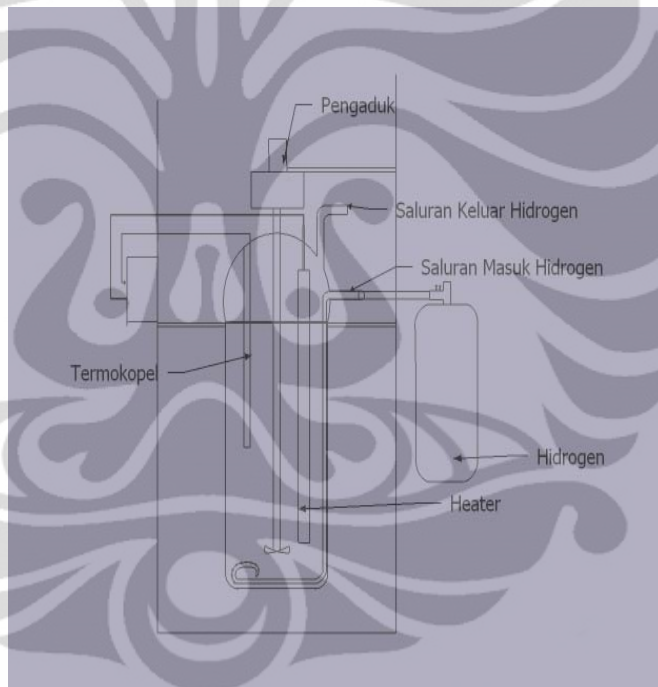 Pengaduk
Saluran Keluar Hidrogen
Saluran Masuk Hidrogen
Termokopel
Hidrogen
Heater